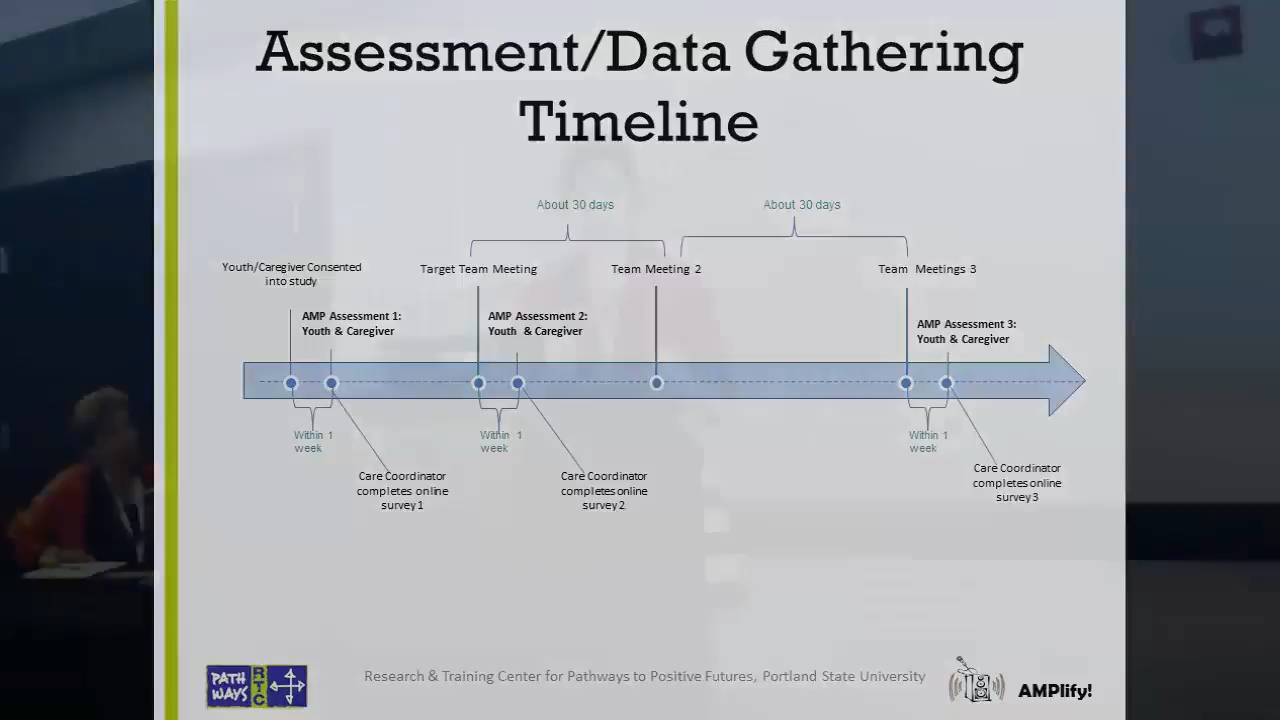 Assessment/Data Gathering
Timeline
About 30 days
About 30 days
Youth/Caregiver Consented
into study
Target Team Meeting
Team Meeting 2
Team Meetings 3
AMP Assessment 1:
Youth & Caregiver
AMP Assessment 2:
Youth & Caregiver
AMP Assessment 3:
Youth & Caregiver
Within 1
week
Within 1
week
Within 1
week
Care Coordinator
completes online
survey 1
Care Coordinator
completes online
survey 2
Care Coordinator
completes online
survey 3
PATH
WAYS
RTC
Research & Training Center for Pathways to Positive Futures, Portland State University
AMPlify!